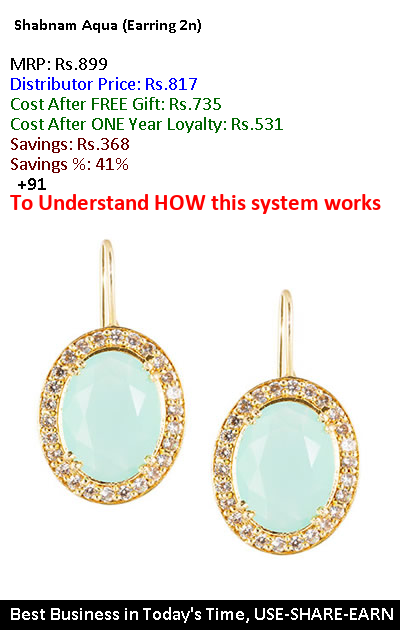 Shabnam Aqua (Earring 2n)
MRP: Rs.899
Distributor Price: Rs.817
Cost After FREE Gift: Rs.735
Cost After ONE Year Loyalty: Rs.531
Savings: Rs.368
Savings %: 41%
+91
To Understand HOW this system works
Best Business in Today's Time, USE-SHARE-EARN